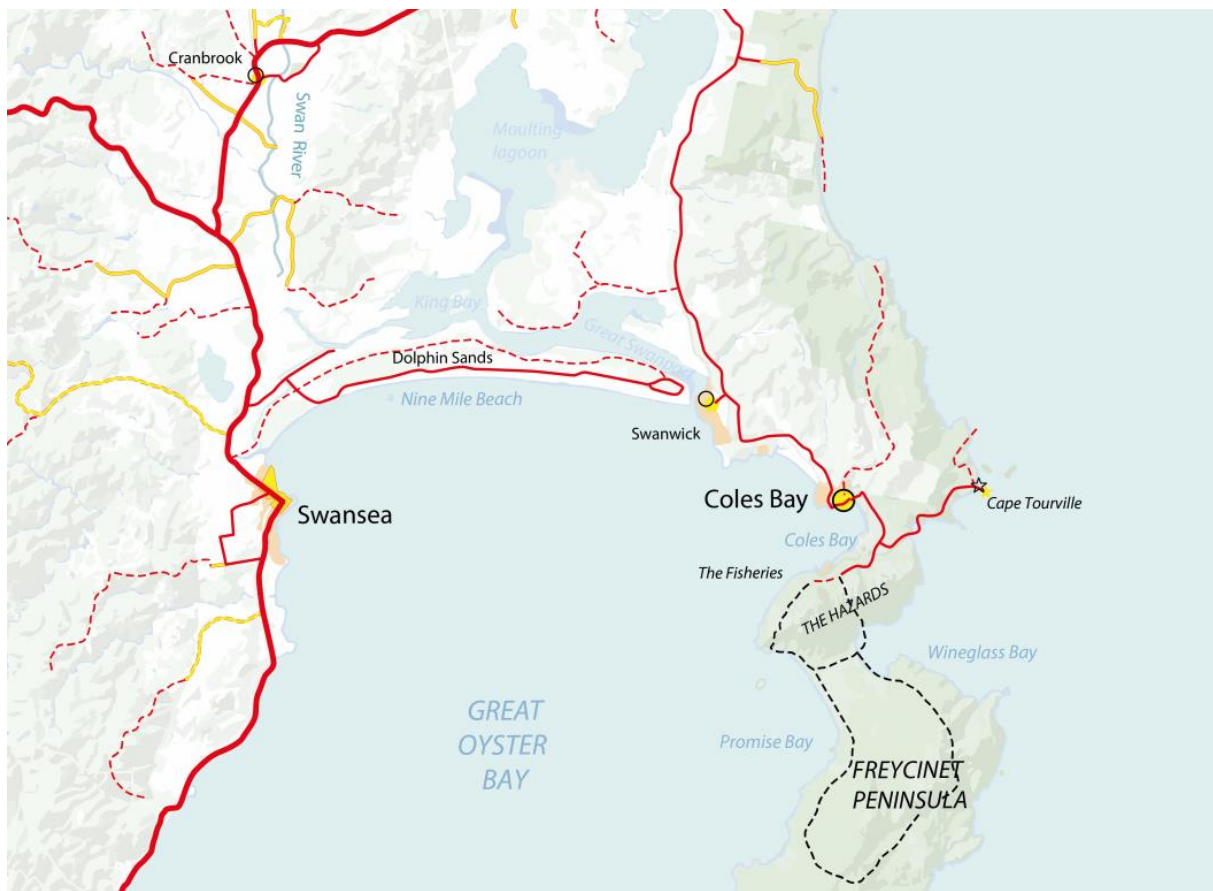 Cranbrook
Swan River
Moulting
lagoon
King Bay
Great Swanport
Dolphin Sands
Nine Mile Beach
Swanwick
Swansea
Coles Bay
Cape Tourville
Coles Bay
The Fisheries
THE HAZARDS
Wineglass Bay
GREAT
OYSTER
BAY
Promise Bay
FREYCINET
PENINSULA